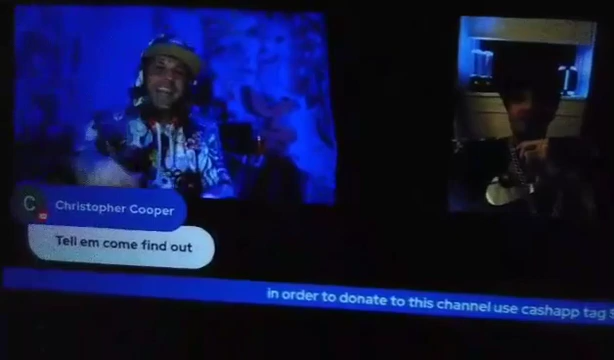 C
Christopher Cooper
Tell em come find out
in order to donate to this channel use cashapp tag